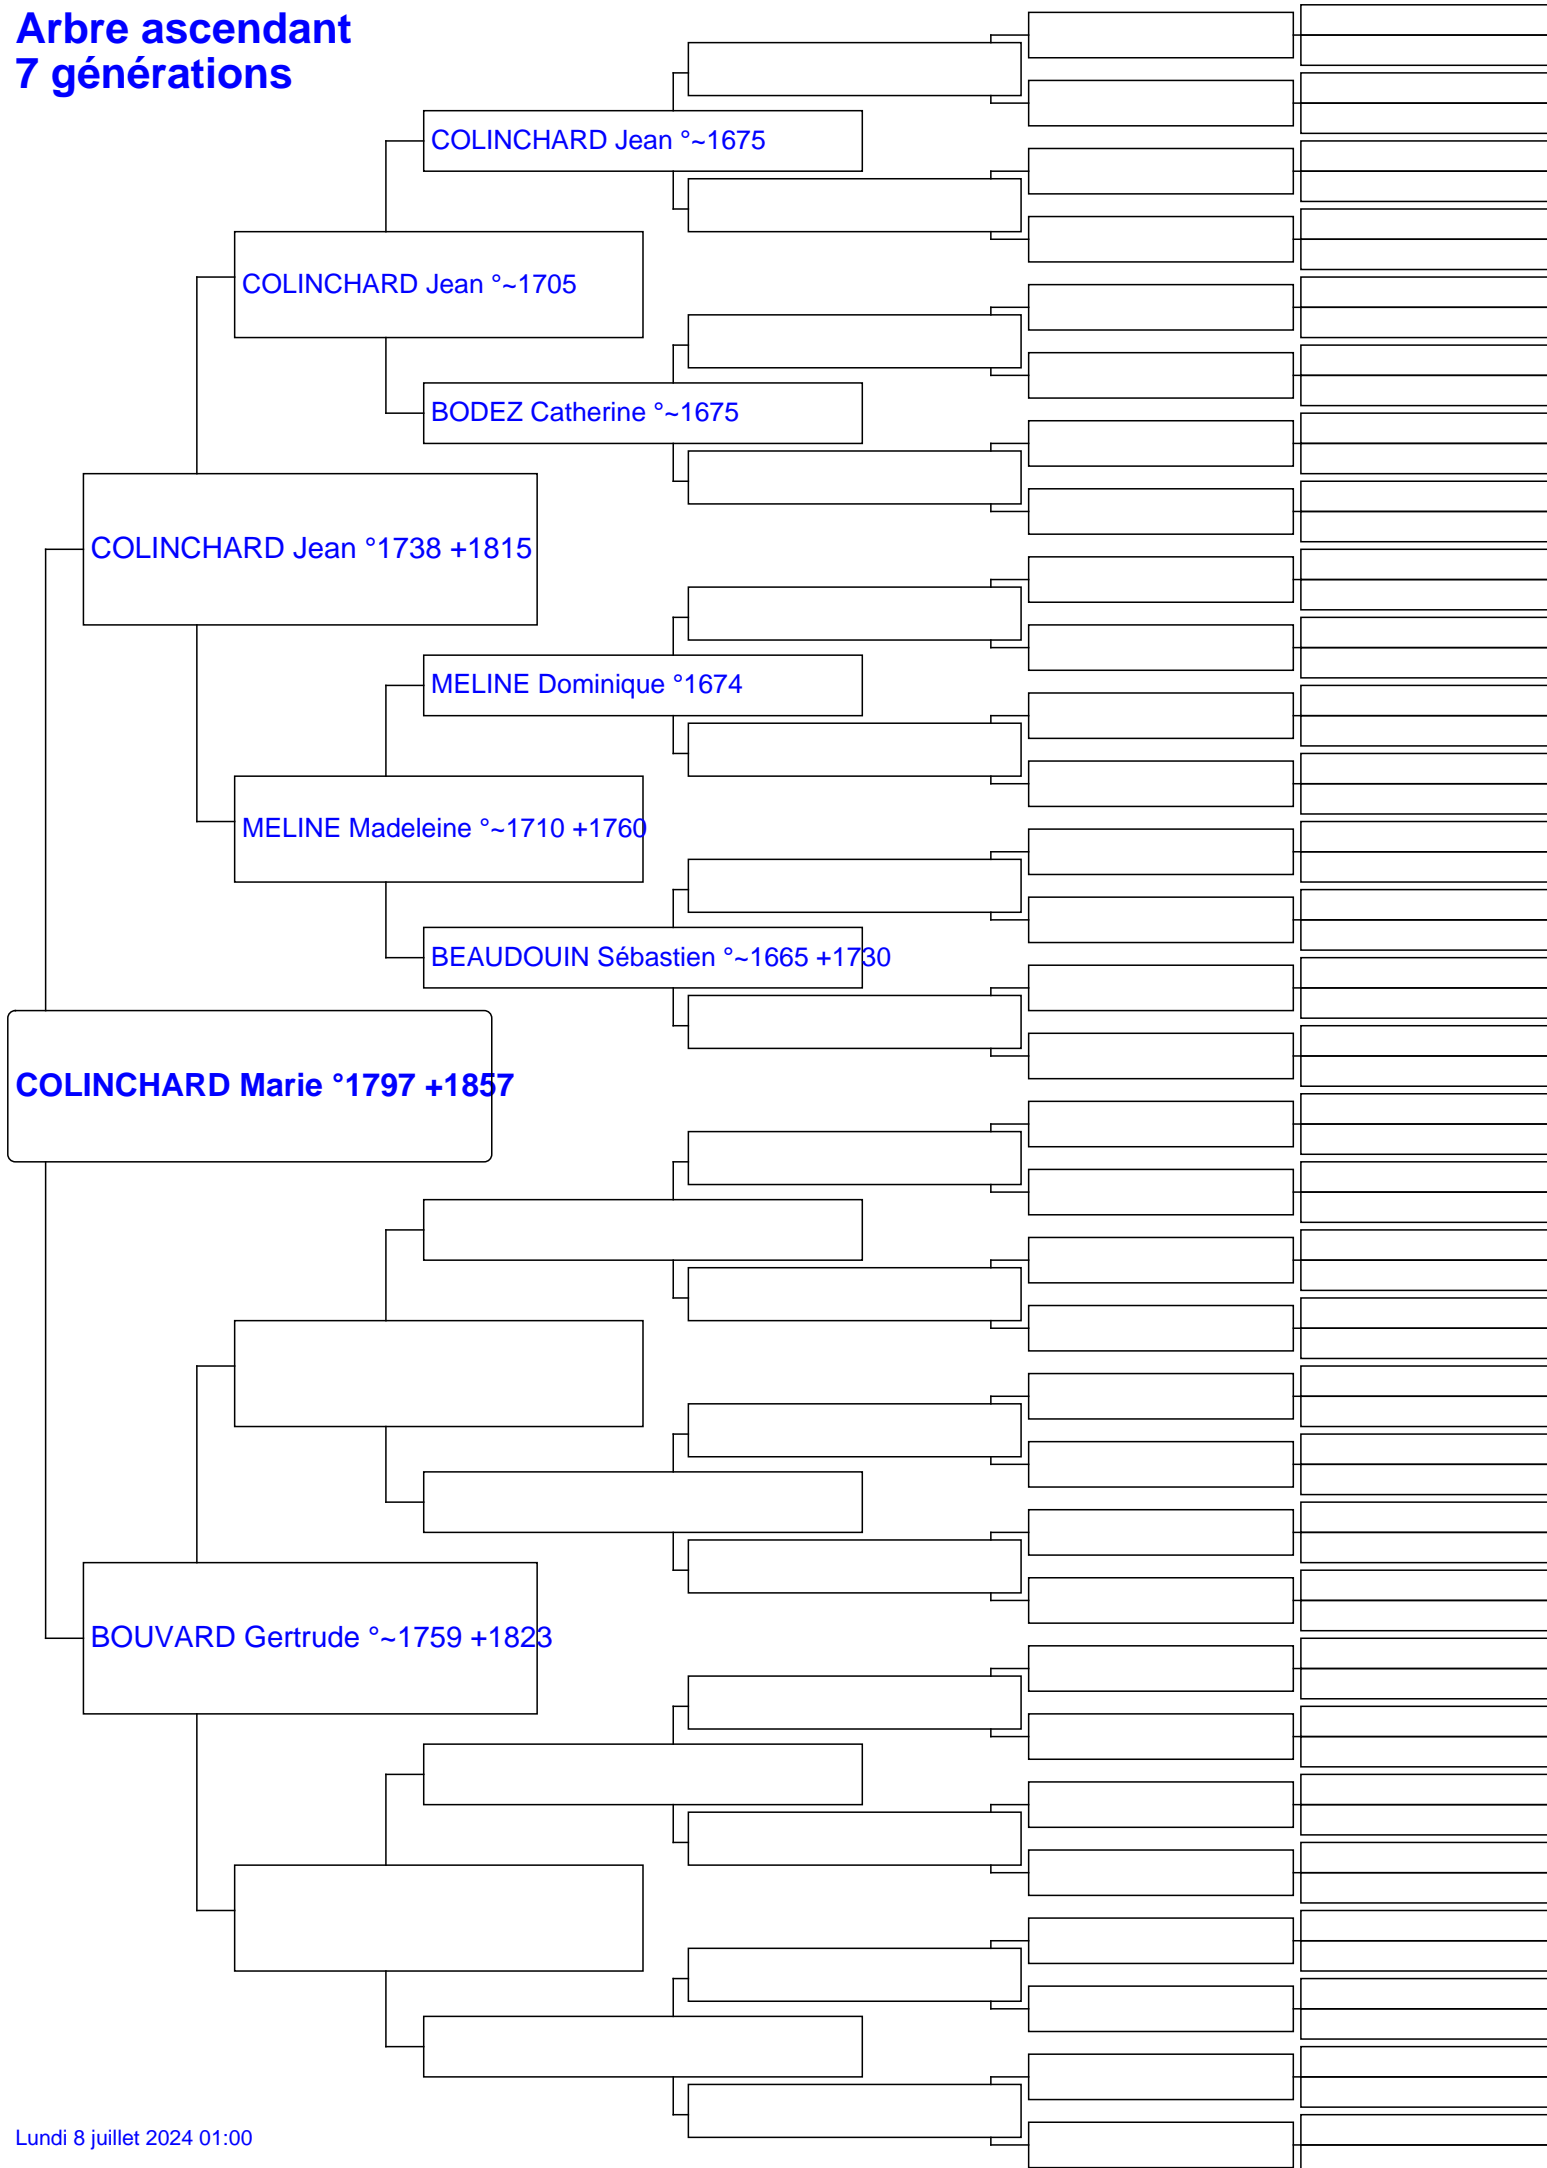 Arbre ascendant
7 générations
COLINCHARD Jean °~1675
COLINCHARD Jean °~1705
BODEZ Catherine °~1675
COLINCHARD Jean °1738 +1815
MELINE Dominique °1674
MELINE Madeleine °~1710 +1760
BEAUDOUIN Sébastien °~1665 +1730
COLINCHARD Marie °1797 +1857
BOUVARD Gertrude °~1759 +1823
Lundi 8 juillet 2024 01:00